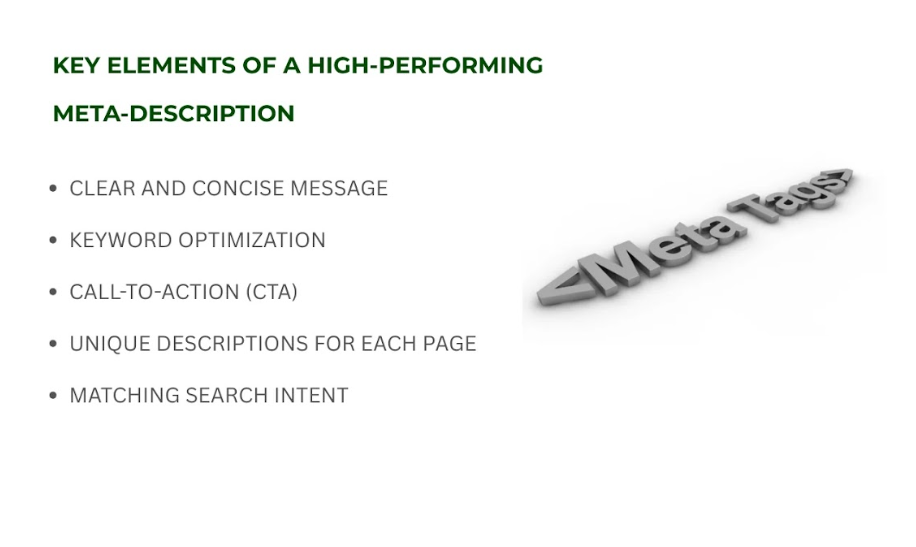 KEY ELEMENTS OF A HIGH-PERFORMING
META-DESCRIPTION
• CLEAR AND CONCISE MESSAGE
• KEYWORD OPTIMIZATION
• CALL-TO-ACTION (CTA)
• UNIQUE DESCRIPTIONS FOR EACH PAGE
• MATCHING SEARCH INTENT
<Meta Tags>